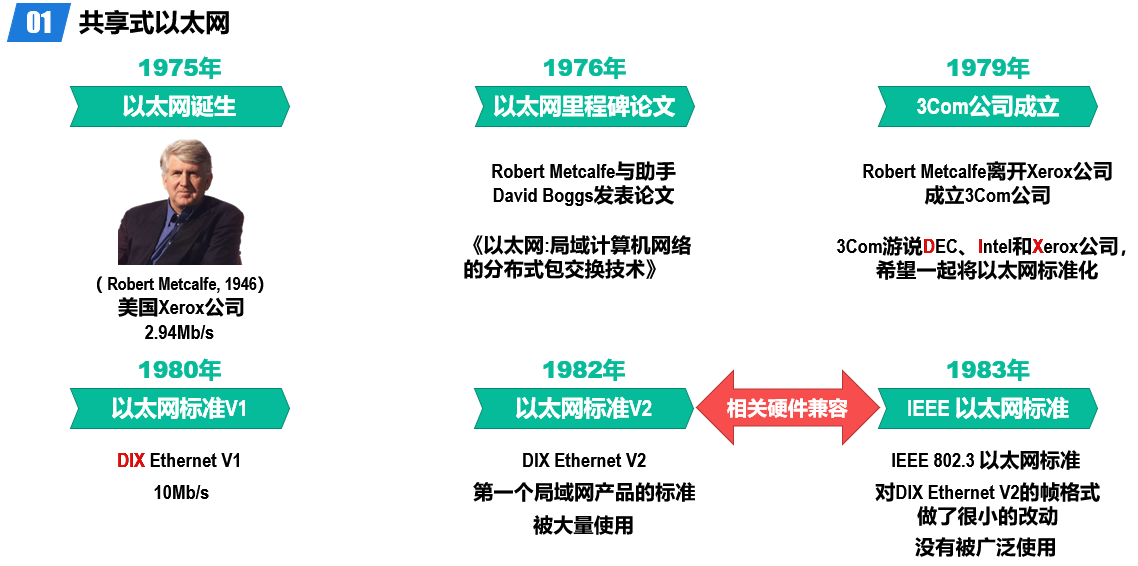 01 共享式以太网
1975年
以太网诞生
( Robert Metcalfe, 1946)
美国Xerox公司
2.94Mb/s
1976年
以太网里程碑论文
Robert Metcalfe与助手
David Boggs发表论文
《以太网:局域计算机网络
的分布式包交换技术》
1979年
3Com公司成立
Robert Metcalfe离开Xerox公司
成立3Com公司
3Com游说DEC、Intel和Xerox公司，
希望一起将以太网标准化
1980年
以太网标准V1
DIX Ethernet V1
10Mb/s
1982年
以太网标准V2
DIX Ethernet V2
第一个局域网产品的标准
被大量使用
相关硬件兼容
1983年
IEEE 以太网标准
IEEE 802.3 以太网标准
对DIX Ethernet V2的帧格式
做了很小的改动
没有被广泛使用